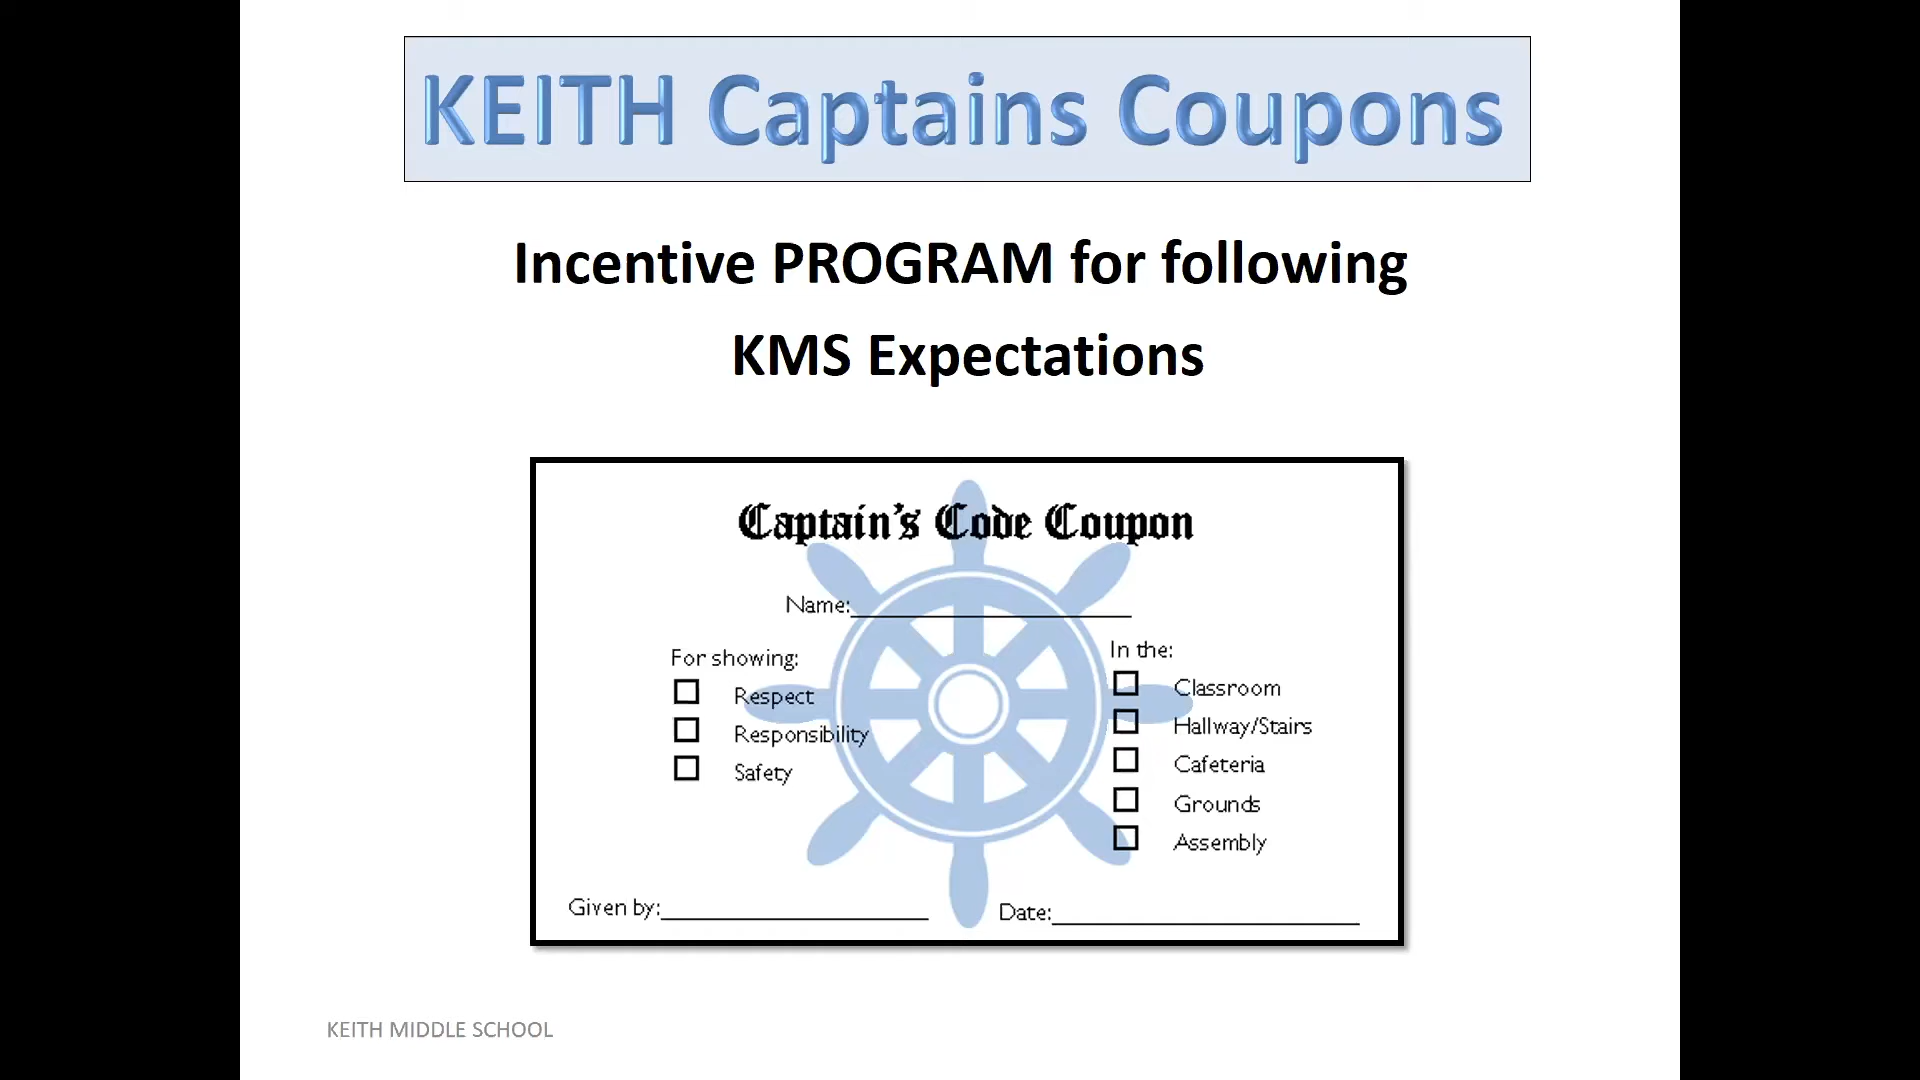 KEITH Captains Coupons
Incentive PROGRAM for following
KMS Expectations
Captain's Code Coupon
Name:
For showing:
Respect
Responsibility
Safety
In the:
Classroom
Hallway/Stairs
Cafeteria
Grounds
Assembly
Given by:
Date:
KEITH MIDDLE SCHOOL